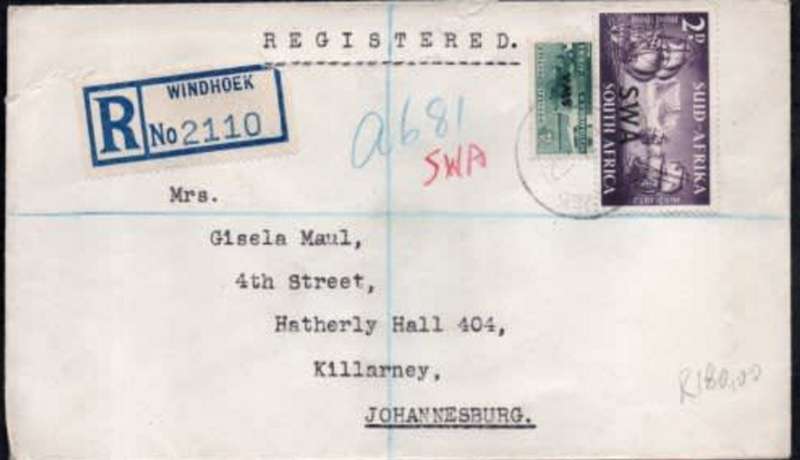 REGISTERED.
WINDHOEK
R No 2110
a681
SWA
SWA
2D
SUID-AFRIKA
SOUTH AFRICA
SWA
Mrs.
Gisela Maul,
4th Street,
Hatherly Hall 404,
Killarney,
JOHANNESBURG.
R180,00